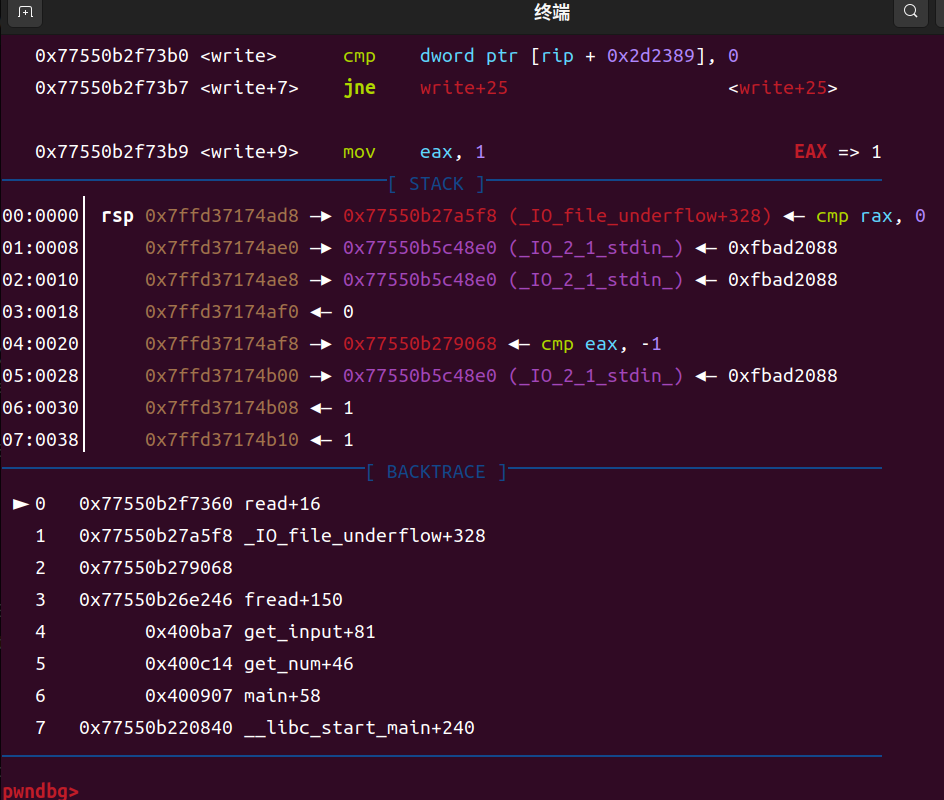 终端
0x77550b2f73b0 <write> cmp dword ptr [rip + 0x2d2389], 0
0x77550b2f73b7 <write+7> jne write+25 <write+25>
0x77550b2f73b9 <write+9> mov eax, 1 EAX => 1
[ STACK ]
00:0000│ rsp 0x7ffd37174ad8 —▸ 0x77550b27a5f8 (_IO_file_underflow+328) ◂— cmp rax, 0
01:0008│ 0x7ffd37174ae0 —▸ 0x77550b5c48e0 (_IO_2_1_stdin_) ◂— 0xfbad2088
02:0010│ 0x7ffd37174ae8 —▸ 0x77550b5c48e0 (_IO_2_1_stdin_) ◂— 0xfbad2088
03:0018│ 0x7ffd37174af0 ◂— 0
04:0020│ 0x7ffd37174af8 —▸ 0x77550b279068 ◂— cmp eax, -1
05:0028│ 0x7ffd37174b00 —▸ 0x77550b5c48e0 (_IO_2_1_stdin_) ◂— 0xfbad2088
06:0030│ 0x7ffd37174b08 ◂— 1
07:0038│ 0x7ffd37174b10 ◂— 1
[ BACKTRACE ]
► 0 0x77550b2f7360 read+16
1 0x77550b27a5f8 _IO_file_underflow+328
2 0x77550b279068
3 0x77550b26e246 fread+150
4 0x400ba7 get_input+81
5 0x400c14 get_num+46
6 0x400907 main+58
7 0x77550b220840 __libc_start_main+240
pwndbg>